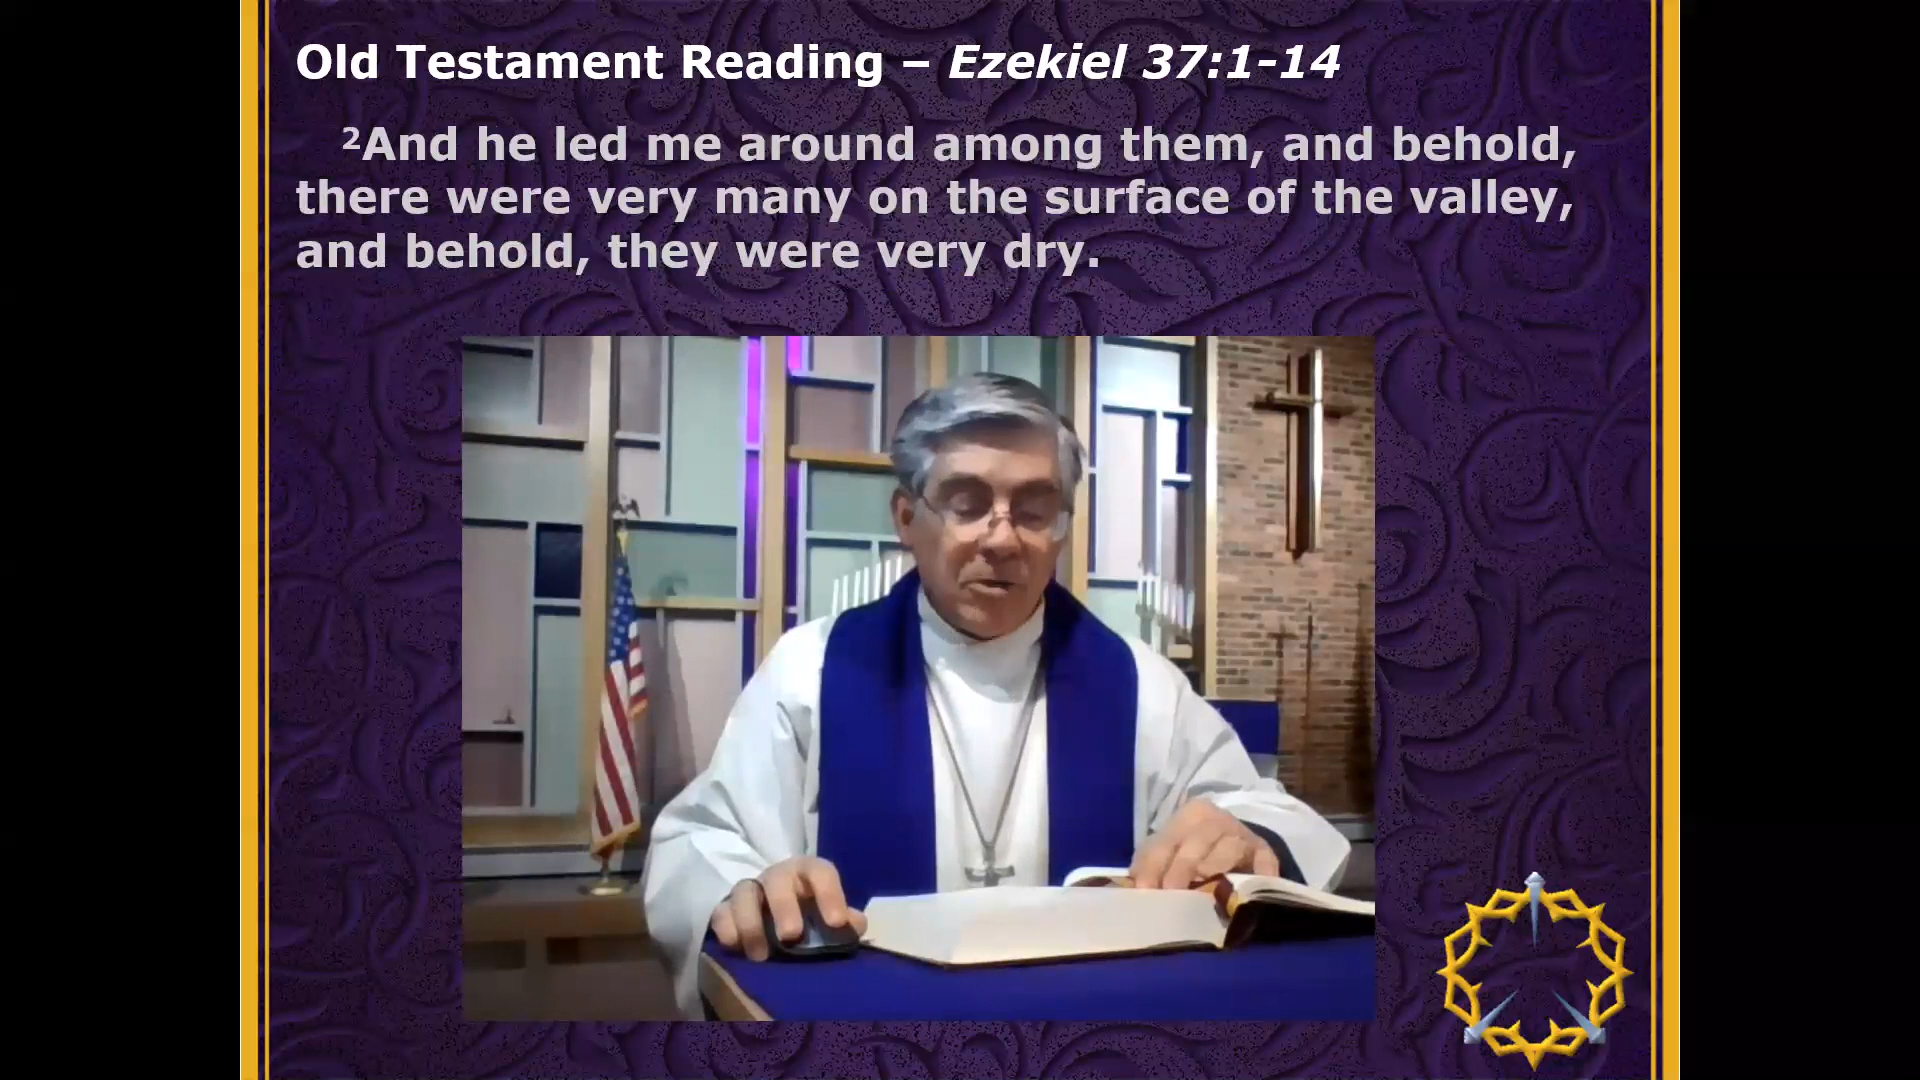 Old Testament Reading – Ezekiel 37:1-14
²And he led me around among them, and behold,
there were very many on the surface of the valley,
and behold, they were very dry.